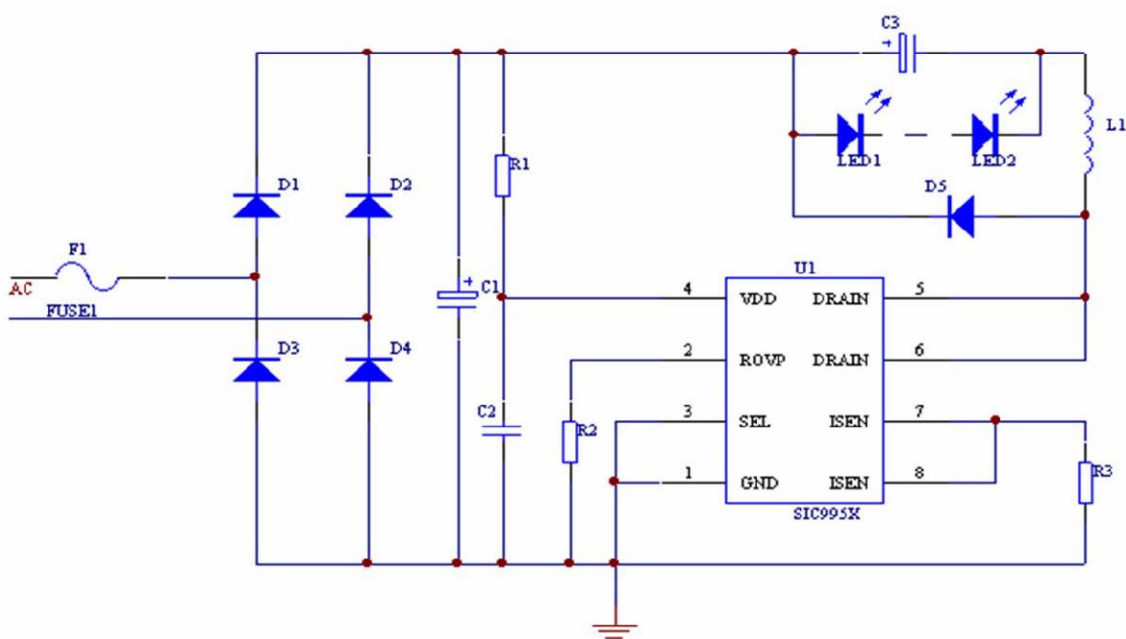 C3
LED1
LED2
L1
D5
R1
D1
D2
F1
AC
FUSE1
C1
U1
4
VDD
DRAIN
5
2
ROVP
DRAIN
6
3
SEL
ISEN
7
1
GND
ISEN
8
SIC995X
D3
D4
C2
R2
R3